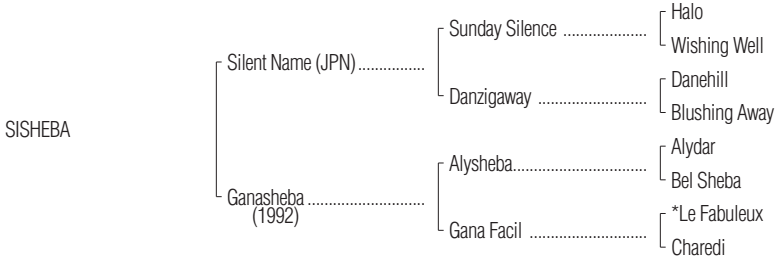 Halo
Sunday Silence ....................
Wishing Well
Silent Name (JPN)................
Danehill
Danzigaway .........................
Blushing Away
SISHEBA
Alydar
Alysheba.............................
Bel Sheba
Ganasheba ............................
(1992)
*Le Fabuleux
Gana Facil ...........................
Charedi